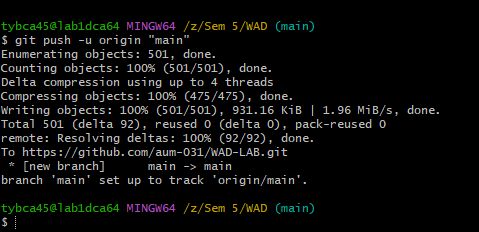 tybca45@lab1dca64 MINGW64 /z/Sem 5/WAD (main)
$ git push -u origin "main"
Enumerating objects: 501, done.
Counting objects: 100% (501/501), done.
Delta compression using up to 4 threads
Compressing objects: 100% (475/475), done.
Writing objects: 100% (501/501), 931.16 KiB | 1.96 MiB/s, done.
Total 501 (delta 92), reused 0 (delta 0), pack-reused 0
remote: Resolving deltas: 100% (92/92), done.
To https://github.com/aum-031/WAD-LAB.git
 * [new branch]      main -> main
branch 'main' set up to track 'origin/main'.
tybca45@lab1dca64 MINGW64 /z/Sem 5/WAD (main)
$